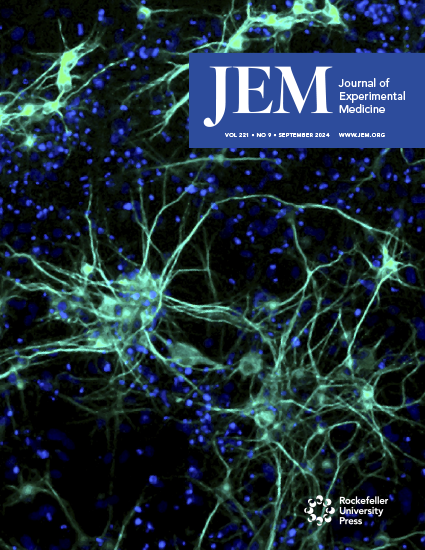 JEM
Journal of
Experimental
Medicine
VOL 221 • NO 9 • SEPTEMBER 2024 WWW.JEM.ORG
Rockefeller
University
Press